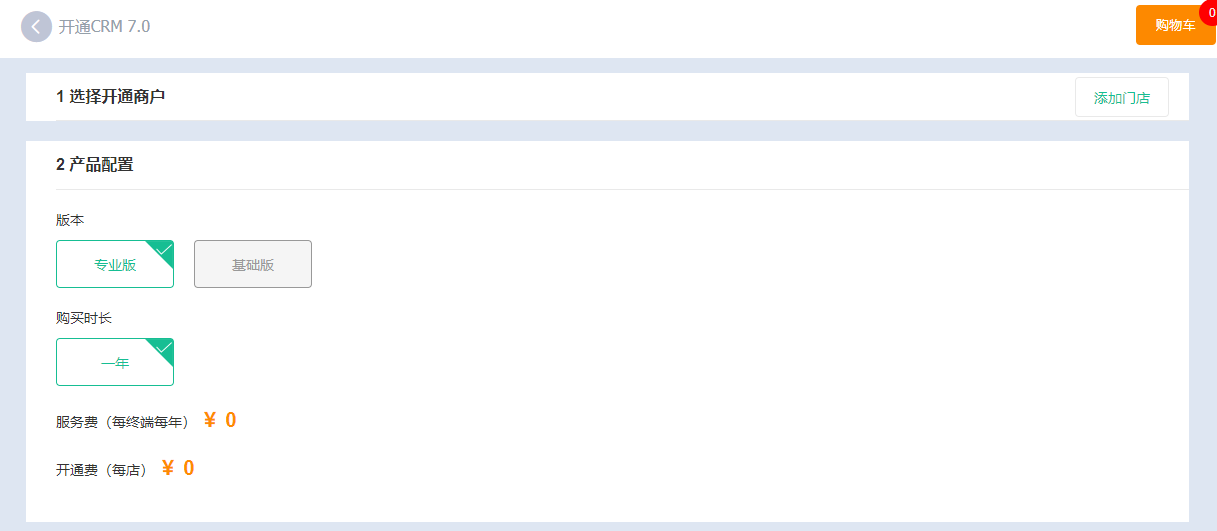 开通CRM 7.0
购物车
0
1 选择开通商户
添加门店
2 产品配置
版本
专业版 基础版
购买时长
一年
服务费（每终端每年） ¥ 0
开通费（每店） ¥ 0